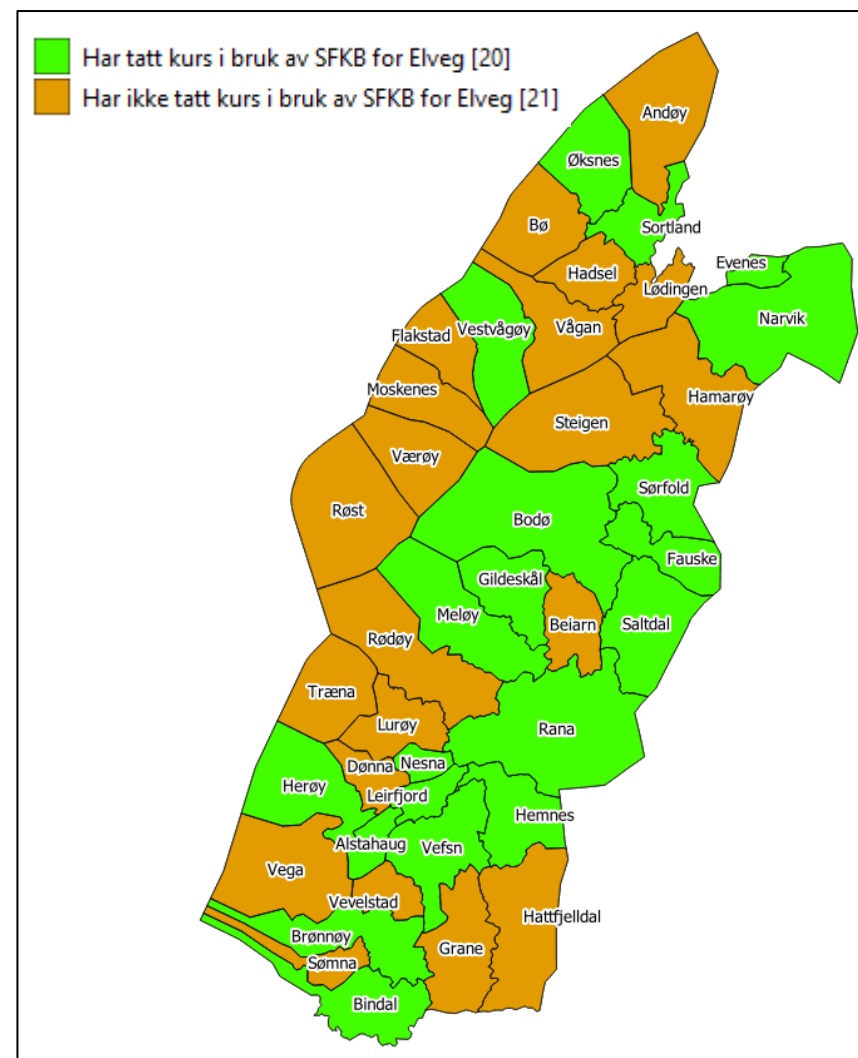 Har tatt kurs i bruk av SFKB for Elveg [20]
Har ikke tatt kurs i bruk av SFKB for Elveg [21]
Andøy
Øksnes
Bø
Sortland
Evenes
Hadsel
Lødingen
Narvik
Vestvågøy
Vågan
Flakstad
Moskenes
Hamarøy
Steigen
Værøy
Sørfold
Røst
Bodø
Fauske
Gildeskål
Meløy
Beiarn
Saltdal
Rødøy
Træna
Lurøy
Rana
Nesna
Dønna
Herøy
Leirfjord
Hemnes
Alstahaug
Vefsn
Vega
Vevelstad
Hattfjelldal
Brønnøy
Grane
Sømna
Bindal